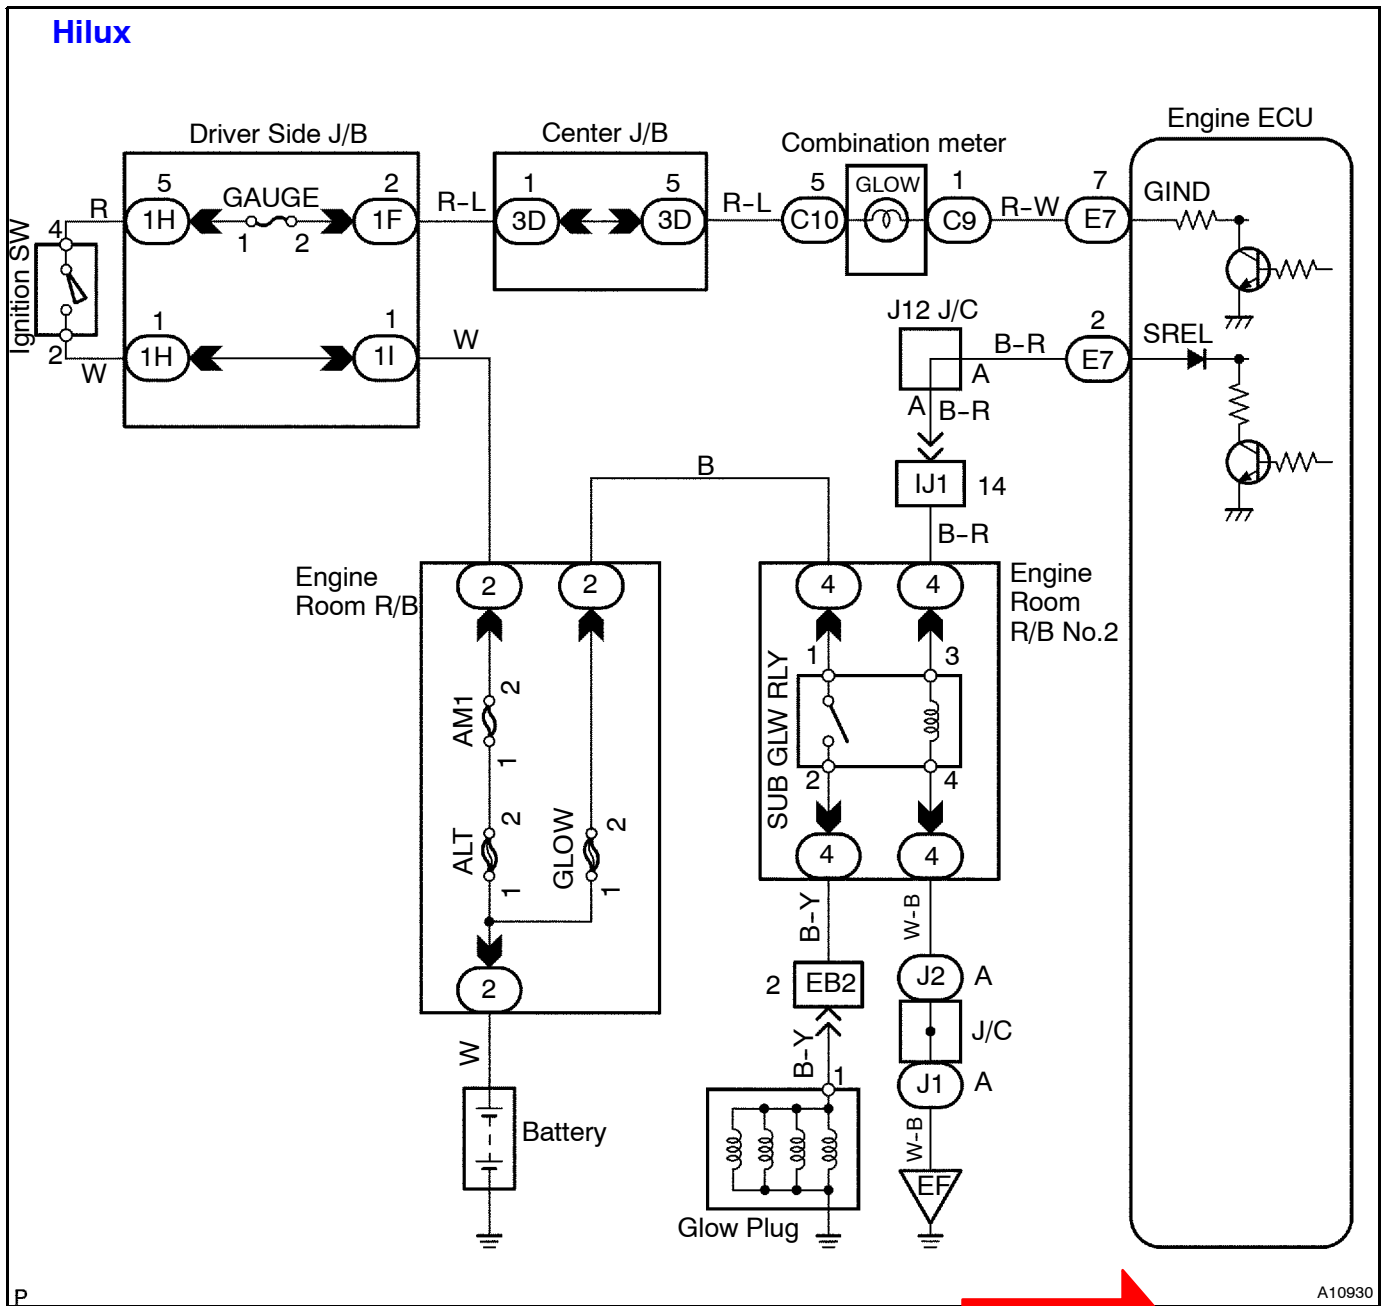 Hilux
Driver Side J/B
Center J/B
Combination meter
Engine ECU
Ignition SW
4
R
5
1H
GAUGE
1
2
2
1F
R-L
1
3D
5
3D
R-L
5
C10
GLOW
1
C9
R-W
7
E7
GIND
2
W
1
1H
1
1I
W
J12 J/C
A
B-R
2
E7
SREL
A
B-R
IJ1
14
B-R
B
Engine
Room R/B
2
2
4
4
Engine
Room
R/B No.2
AM1
2
1
ALT
2
1
GLOW
2
1
SUB GLW RLY
1
3
2
4
4
4
2
W
Battery
B-Y
2
EB2
B-Y
1
Glow Plug
W-B
J2
A
J/C
J1
A
W-B
EF
P
A10930